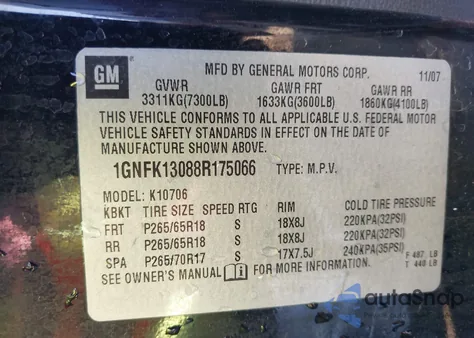 GM
MFD BY GENERAL MOTORS CORP. 11/07
GVWR GAWR FRT GAWR RR
3311KG(7300LB) 1633KG(3600LB) 1860KG(4100LB)
THIS VEHICLE CONFORMS TO ALL APPLICABLE U.S. FEDERAL MOTOR
VEHICLE SAFETY STANDARDS IN EFFECT ON THE DATE OF
MANUFACTURE SHOWN ABOVE.
1GNFK13088R175066 TYPE: M.P.V.
MODEL: K10706
KBKT TIRE SIZE SPEED RTG RIM COLD TIRE PRESSURE
FRT P265/65R18 S 18X8J 220KPA(32PSI)
RR P265/65R18 S 18X8J 220KPA(32PSI)
SPA P265/70R17 S 17X7.5J 240KPA(35PSI) F 487 LB
SEE OWNER'S MANUAL FOR MORE INFORMATION. T 440 LB
autoSnap